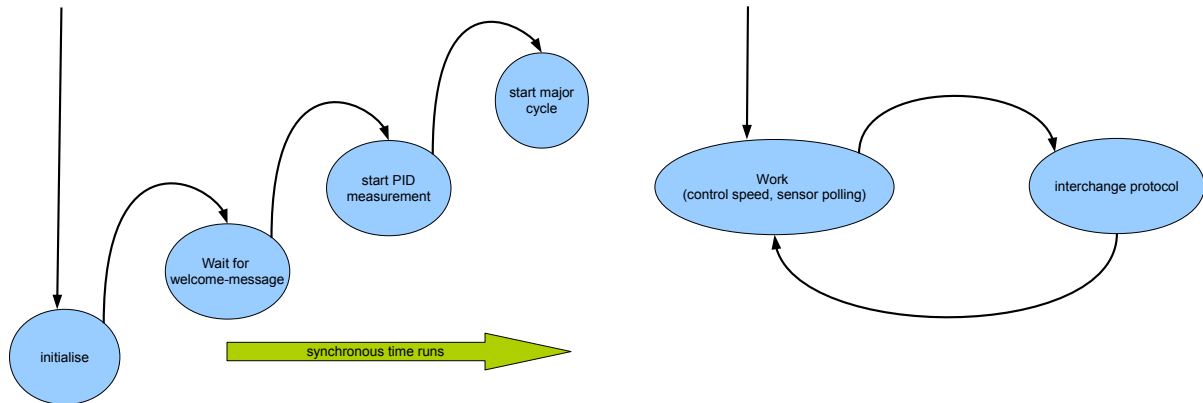 start major
cycle
start PID
measurement
Wait for
welcome-message
initialise
synchronous time runs
Work
(control speed, sensor polling)
interchange protocol